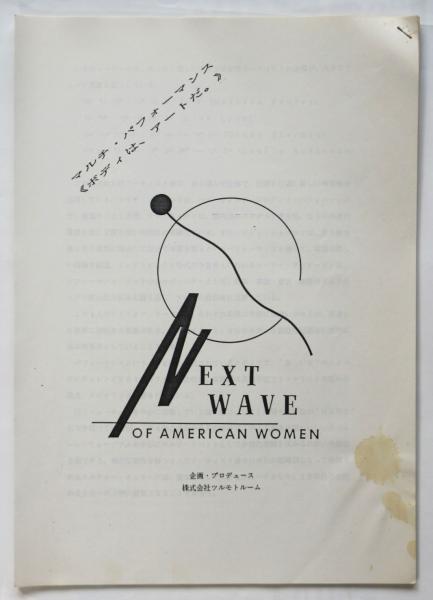 マルチ・パフォーマンス
《ボディは、アートだ。》
NEXT
WAVE
OF AMERICAN WOMEN
企画・プロデュース
株式会社ツルモトルーム